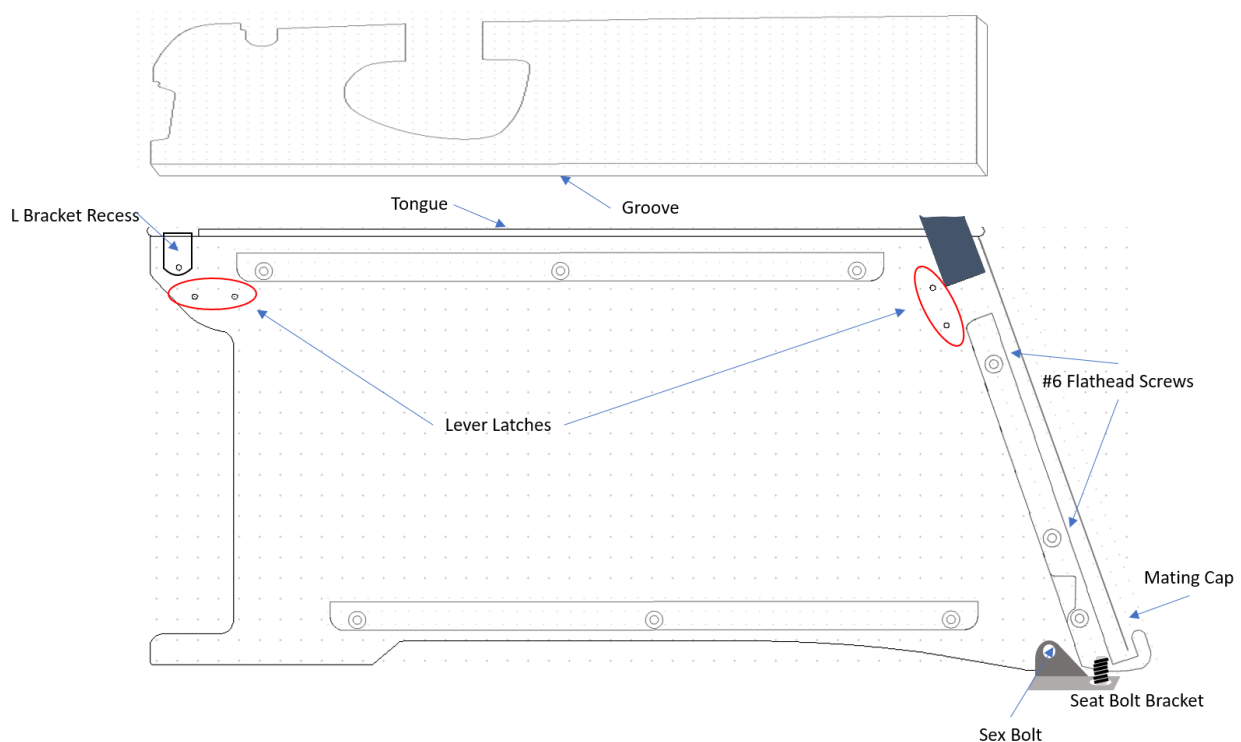 Tongue
Groove
L Bracket Recess
#6 Flathead Screws
Lever Latches
Mating Cap
Seat Bolt Bracket
Sex Bolt